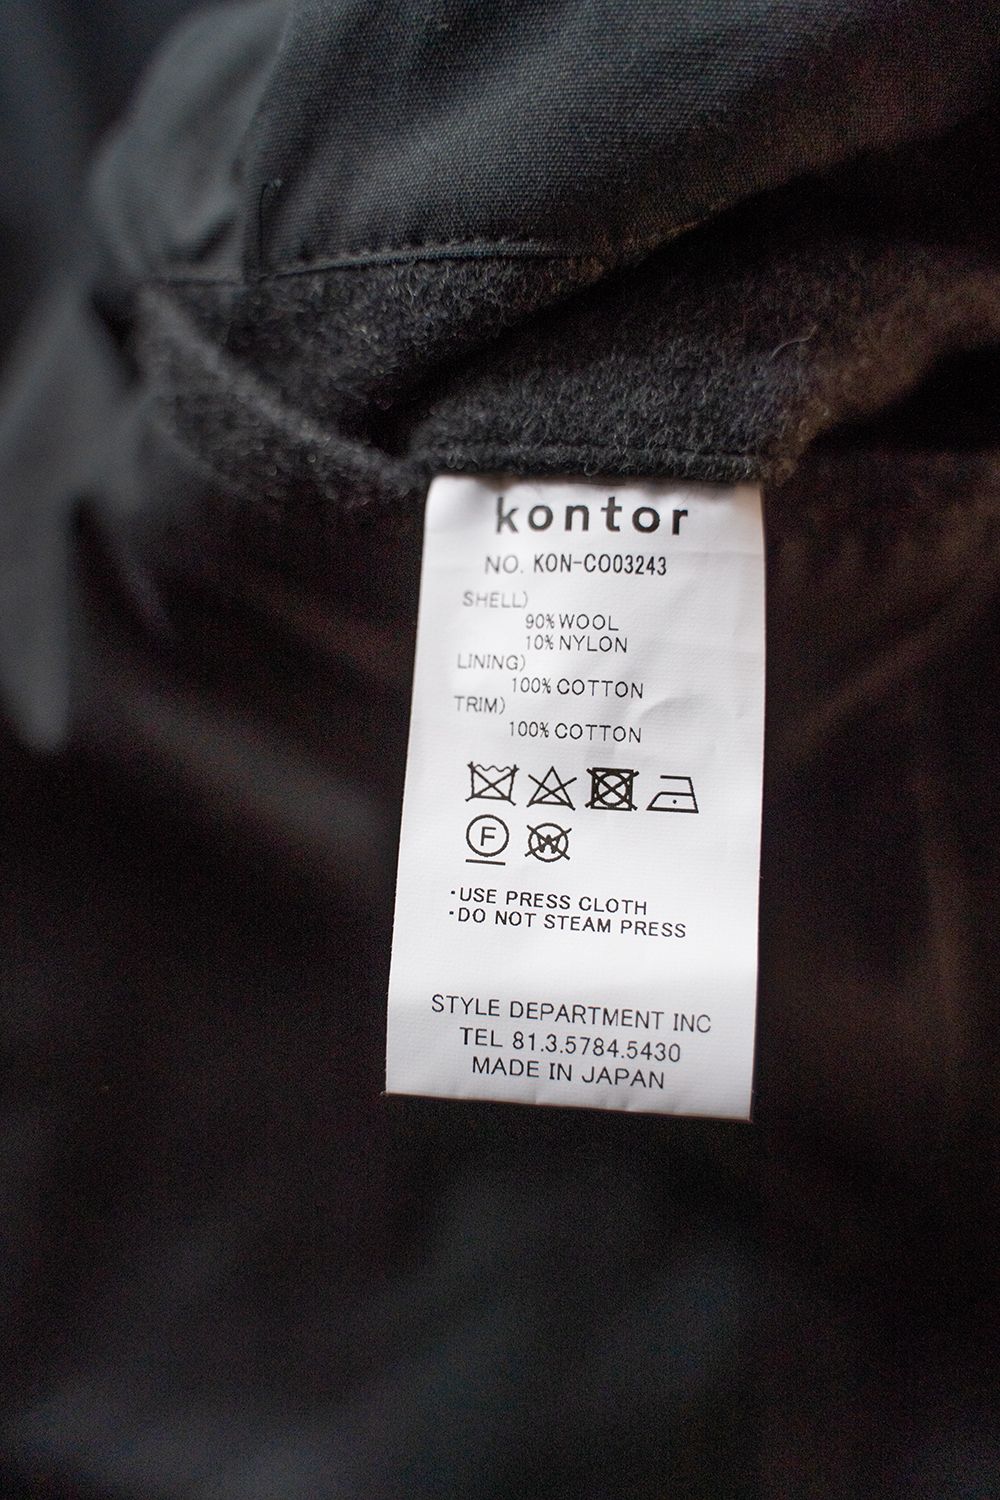 kontor
NO. KON-CO03243
SHELL)
90% WOOL
10% NYLON
LINING)
100% COTTON
TRIM)
100% COTTON
F W
·USE PRESS CLOTH
·DO NOT STEAM PRESS
STYLE DEPARTMENT INC
TEL 81.3.5784.5430
MADE IN JAPAN